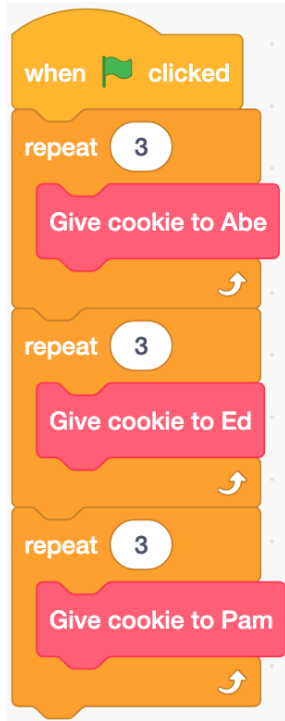 when clicked
repeat 3
Give cookie to Abe
repeat 3
Give cookie to Ed
repeat 3
Give cookie to Pam